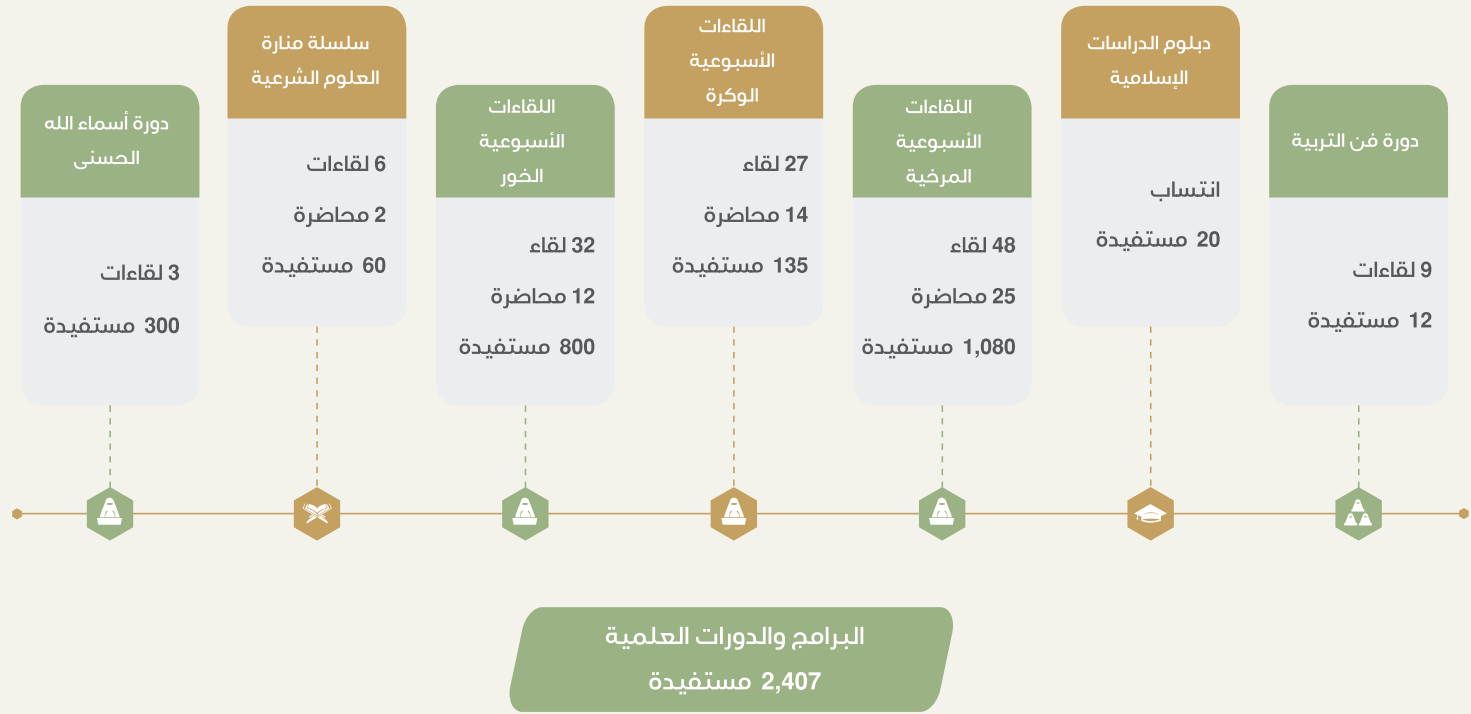 دورة فن التربية
9 لقاءات
12 مستفيدة
دبلوم الدراسات
الإسلامية
انتساب
20 مستفيدة
اللقاءات
الأسبوعية
المرخية
48 لقاء
25 محاضرة
1,080 مستفيدة
اللقاءات
الأسبوعية
الوكرة
27 لقاء
14 محاضرة
135 مستفيدة
اللقاءات
الأسبوعية
الخور
32 لقاء
12 محاضرة
800 مستفيدة
سلسلة منارة
العلوم الشرعية
6 لقاءات
2 محاضرة
60 مستفيدة
دورة أسماء الله
الحسنى
3 لقاءات
300 مستفيدة
البرامج والدورات العلمية
2,407 مستفيدة